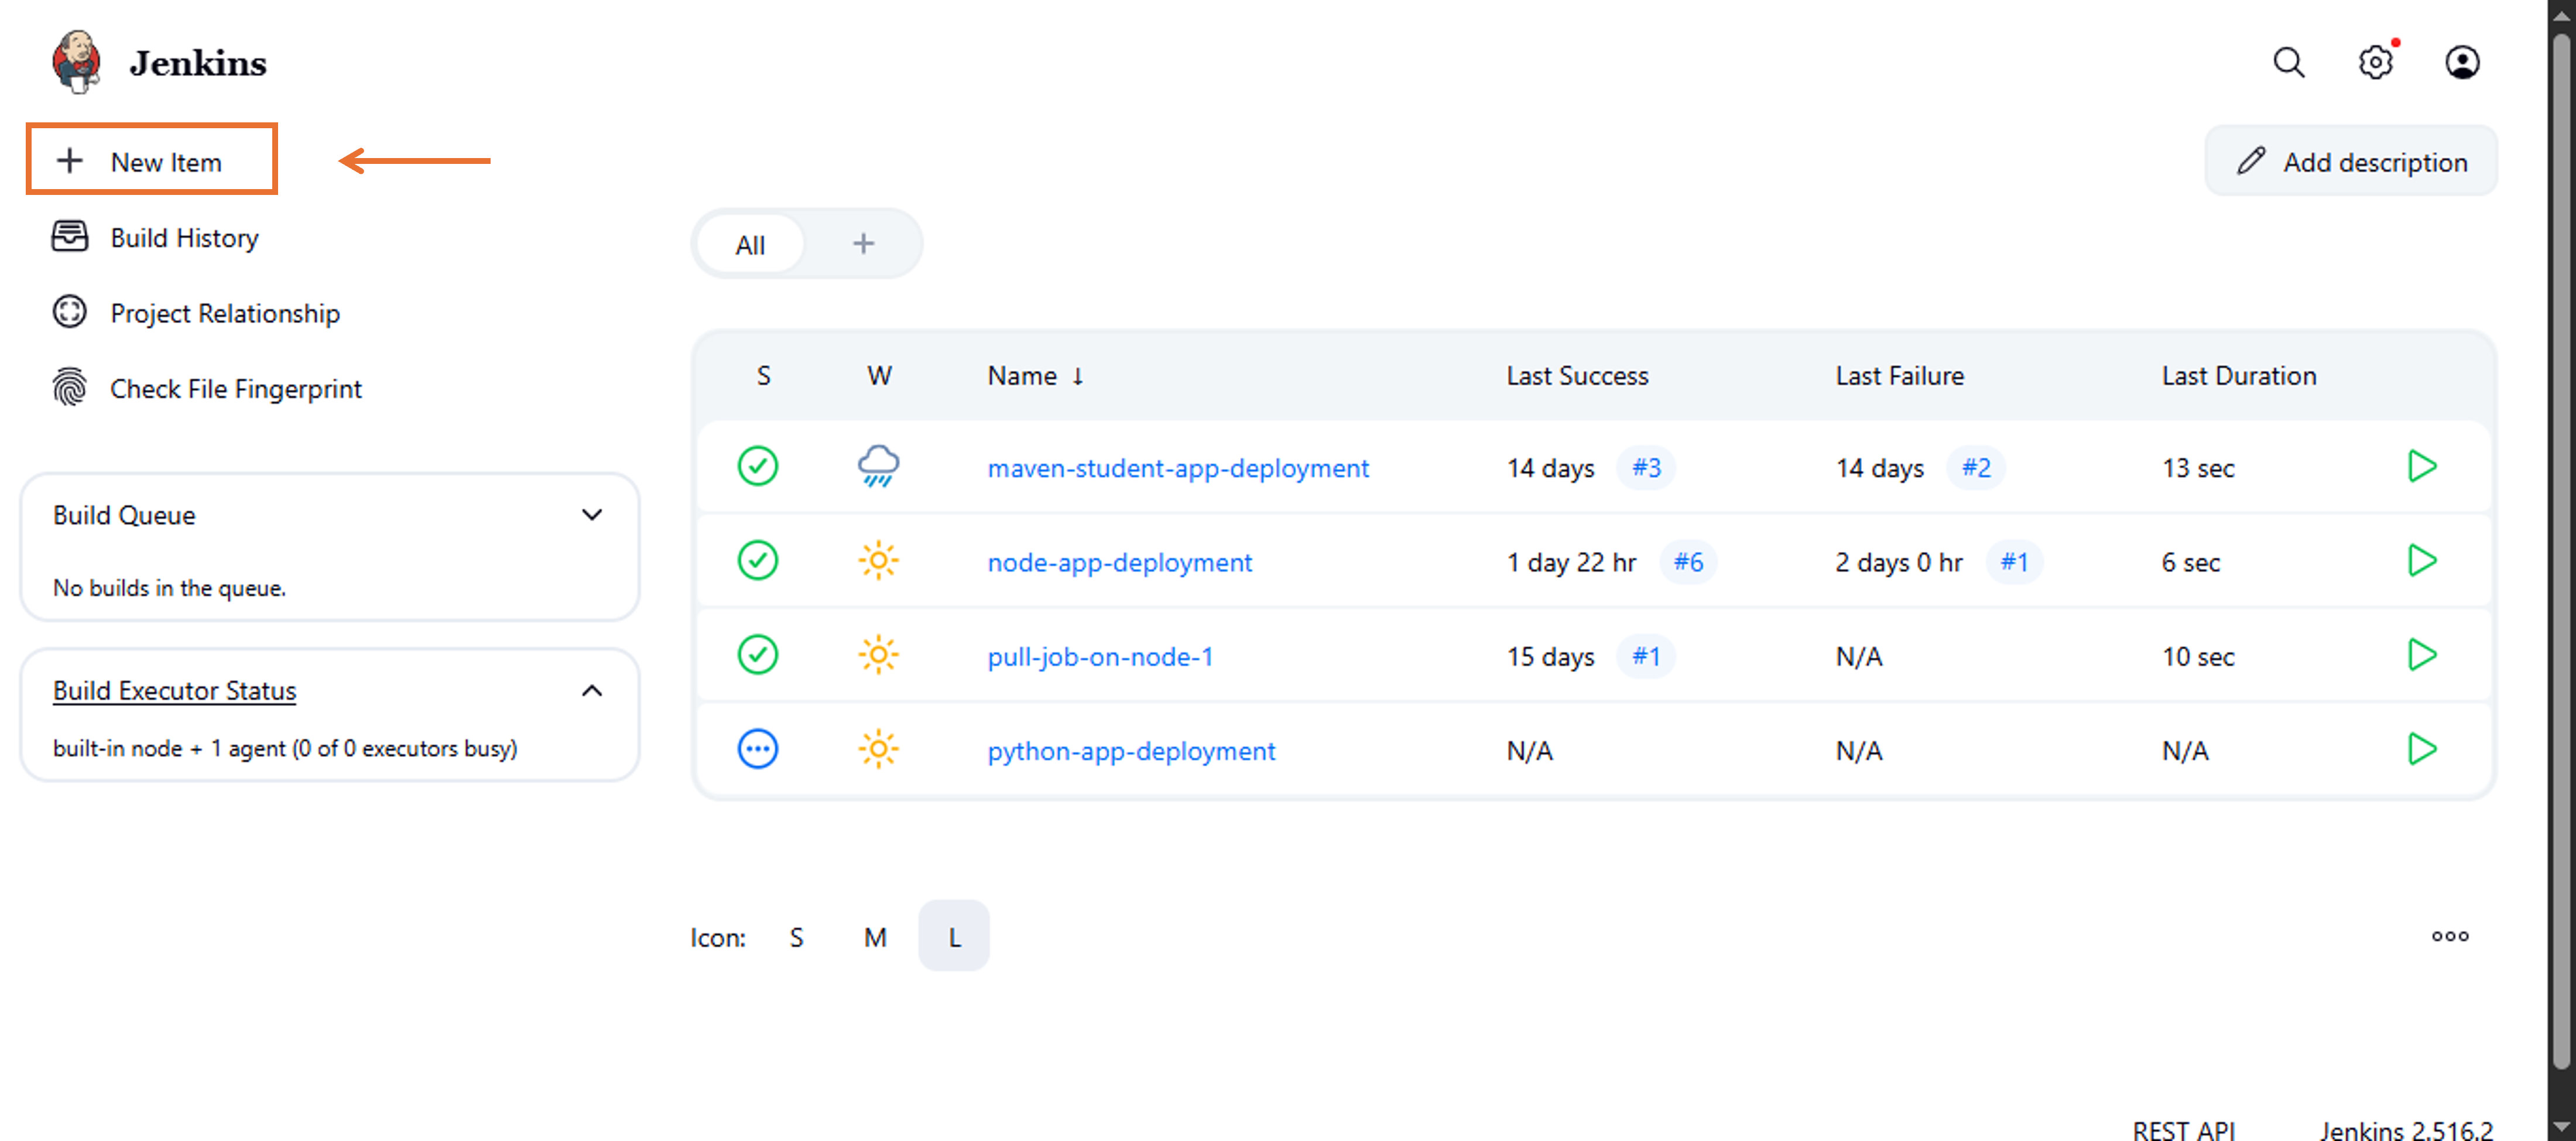 Jenkins
New Item
Add description
Build History
Project Relationship
Check File Fingerprint
Build Queue
No builds in the queue.
Build Executor Status
built-in node + 1 agent (0 of 0 executors busy)
All +
S W Name ↓ Last Success Last Failure Last Duration
maven-student-app-deployment 14 days #3 14 days #2 13 sec
node-app-deployment 1 day 22 hr #6 2 days 0 hr #1 6 sec
pull-job-on-node-1 15 days #1 N/A 10 sec
python-app-deployment N/A N/A N/A
Icon: S M L
REST API Jenkins 2.516.2